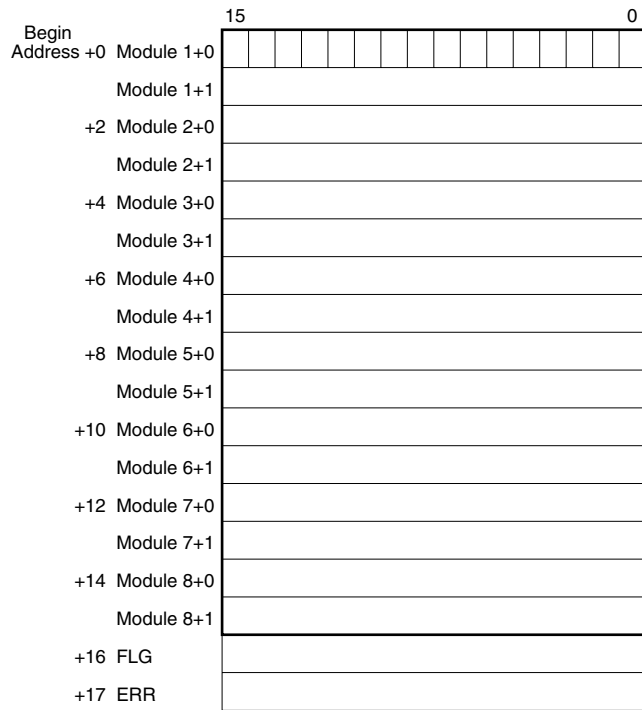 15 0
Begin
Address +0 Module 1+0
Module 1+1
+2 Module 2+0
Module 2+1
+4 Module 3+0
Module 3+1
+6 Module 4+0
Module 4+1
+8 Module 5+0
Module 5+1
+10 Module 6+0
Module 6+1
+12 Module 7+0
Module 7+1
+14 Module 8+0
Module 8+1
+16 FLG
+17 ERR